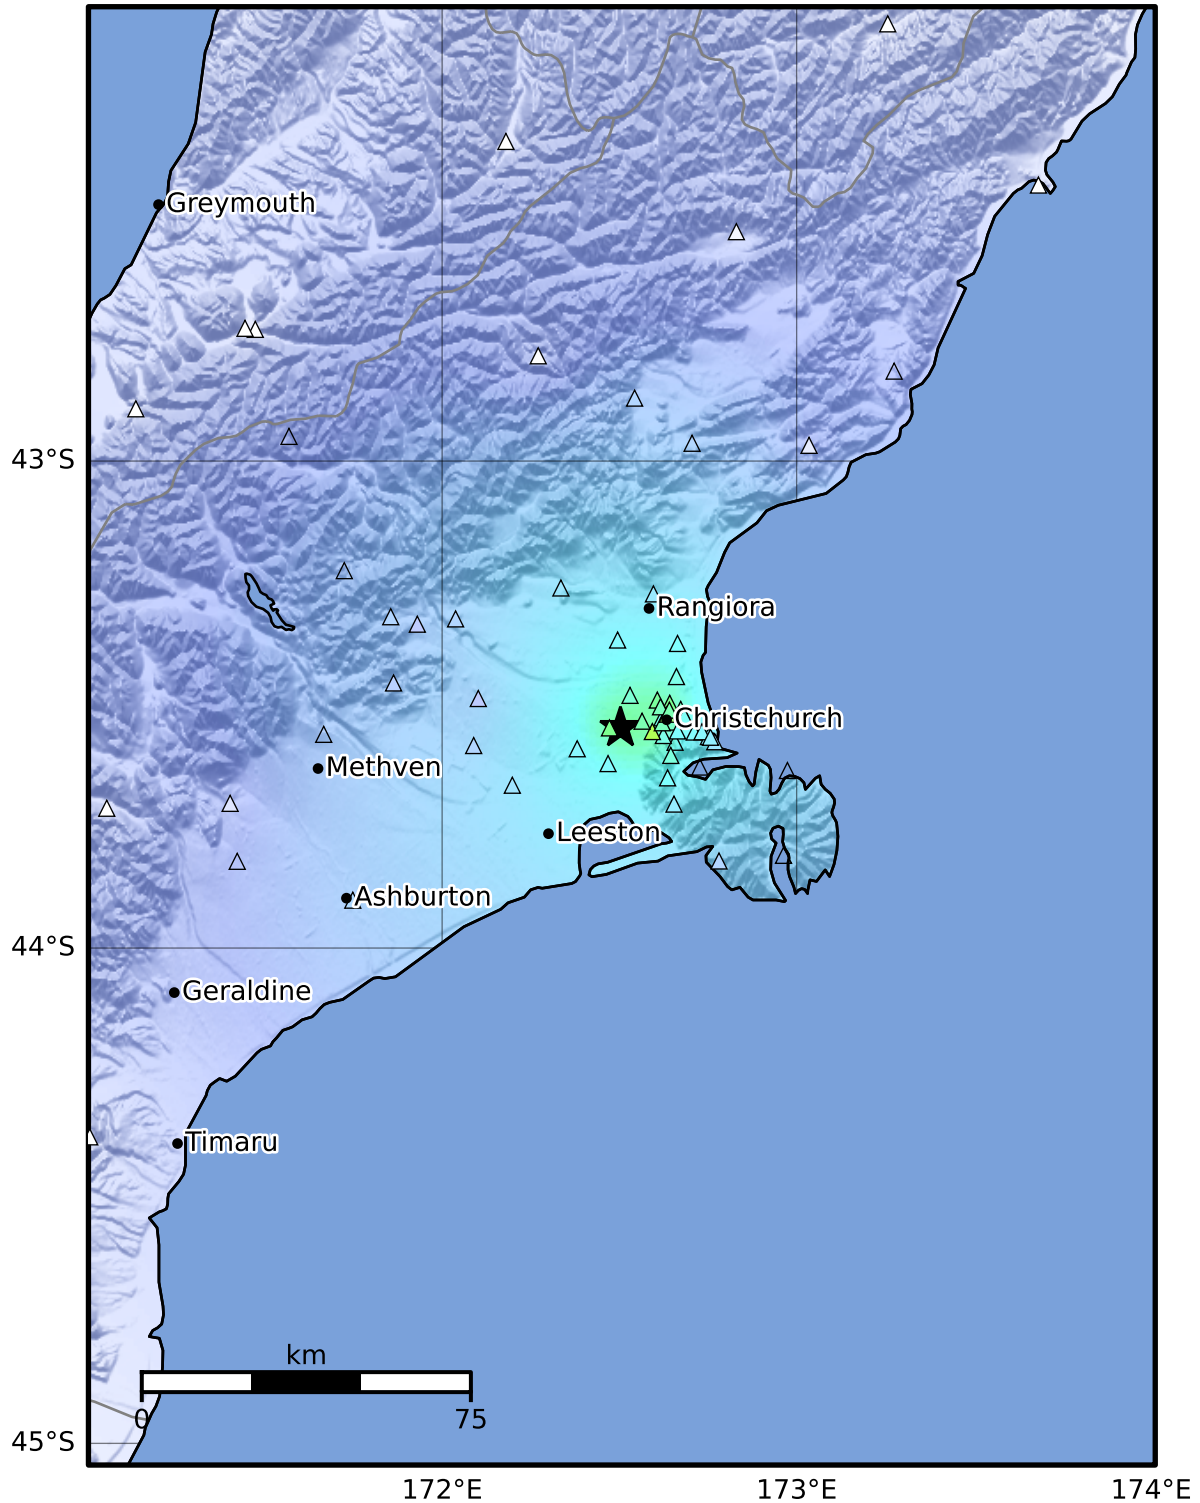 Greymouth
43°S
Rangiora
Christchurch
Methven
Leeston
Ashburton
44°S
Geraldine
Timaru
km
0 75
45°S
172°E 173°E 174°E